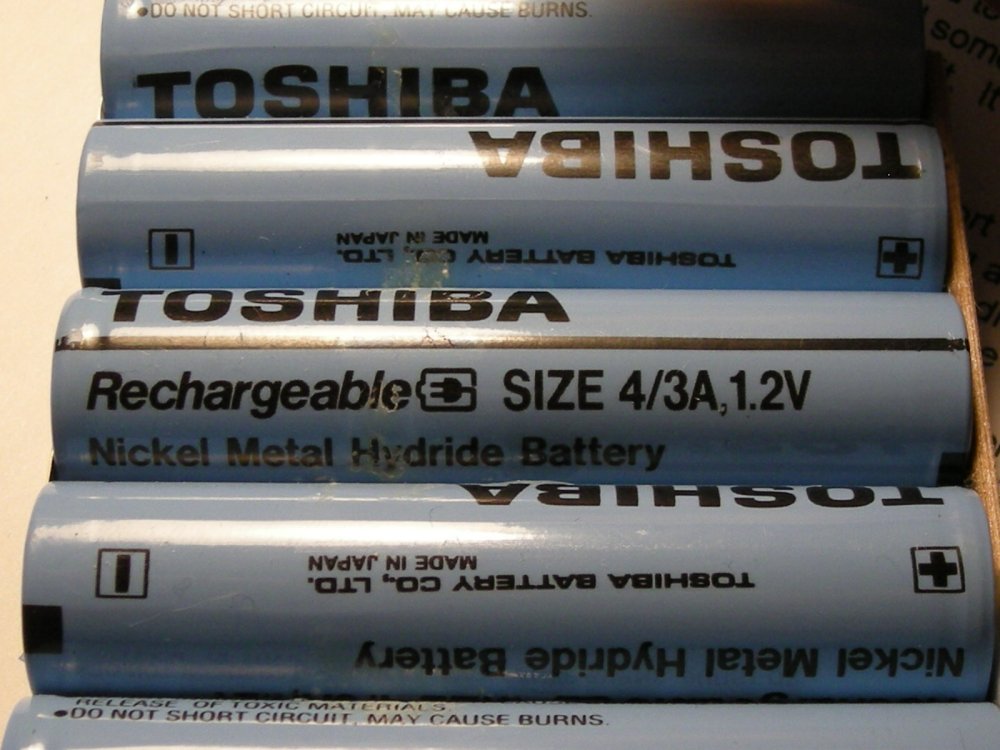 •DO NOT SHORT CIRCUIT, MAY CAUSE BURNS.
TOSHIBA
TOSHIBA
TOSHIBA BATTERY CO., LTD.
MADE IN JAPAN
TOSHIBA
Rechargeable SIZE 4/3A,1.2V
Nickel Metal Hydride Battery
TOSHIBA
TOSHIBA BATTERY CO., LTD.
MADE IN JAPAN
Nickel Metal Hydride Battery
RELEASE OF TOXIC MATERIALS.
•DO NOT SHORT CIRCUIT, MAY CAUSE BURNS.